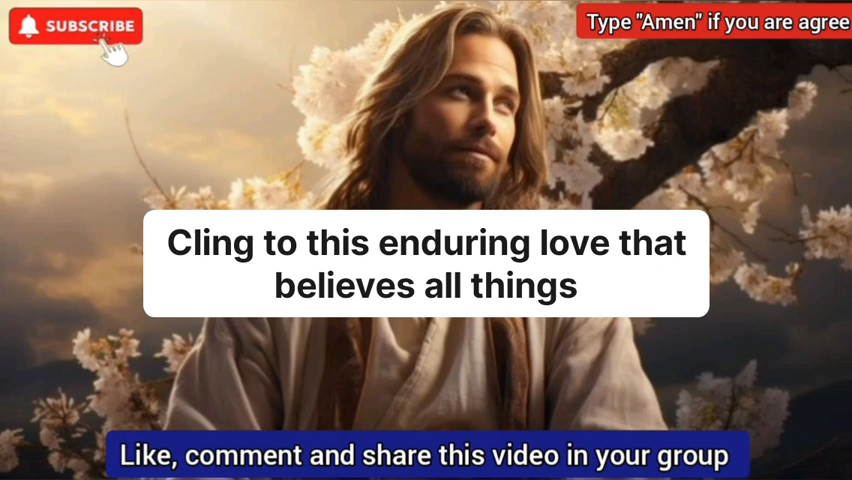 SUBSCRIBE
Type "Amen" if you are agree
Cling to this enduring love that
believes all things
Like, comment and share this video in your group